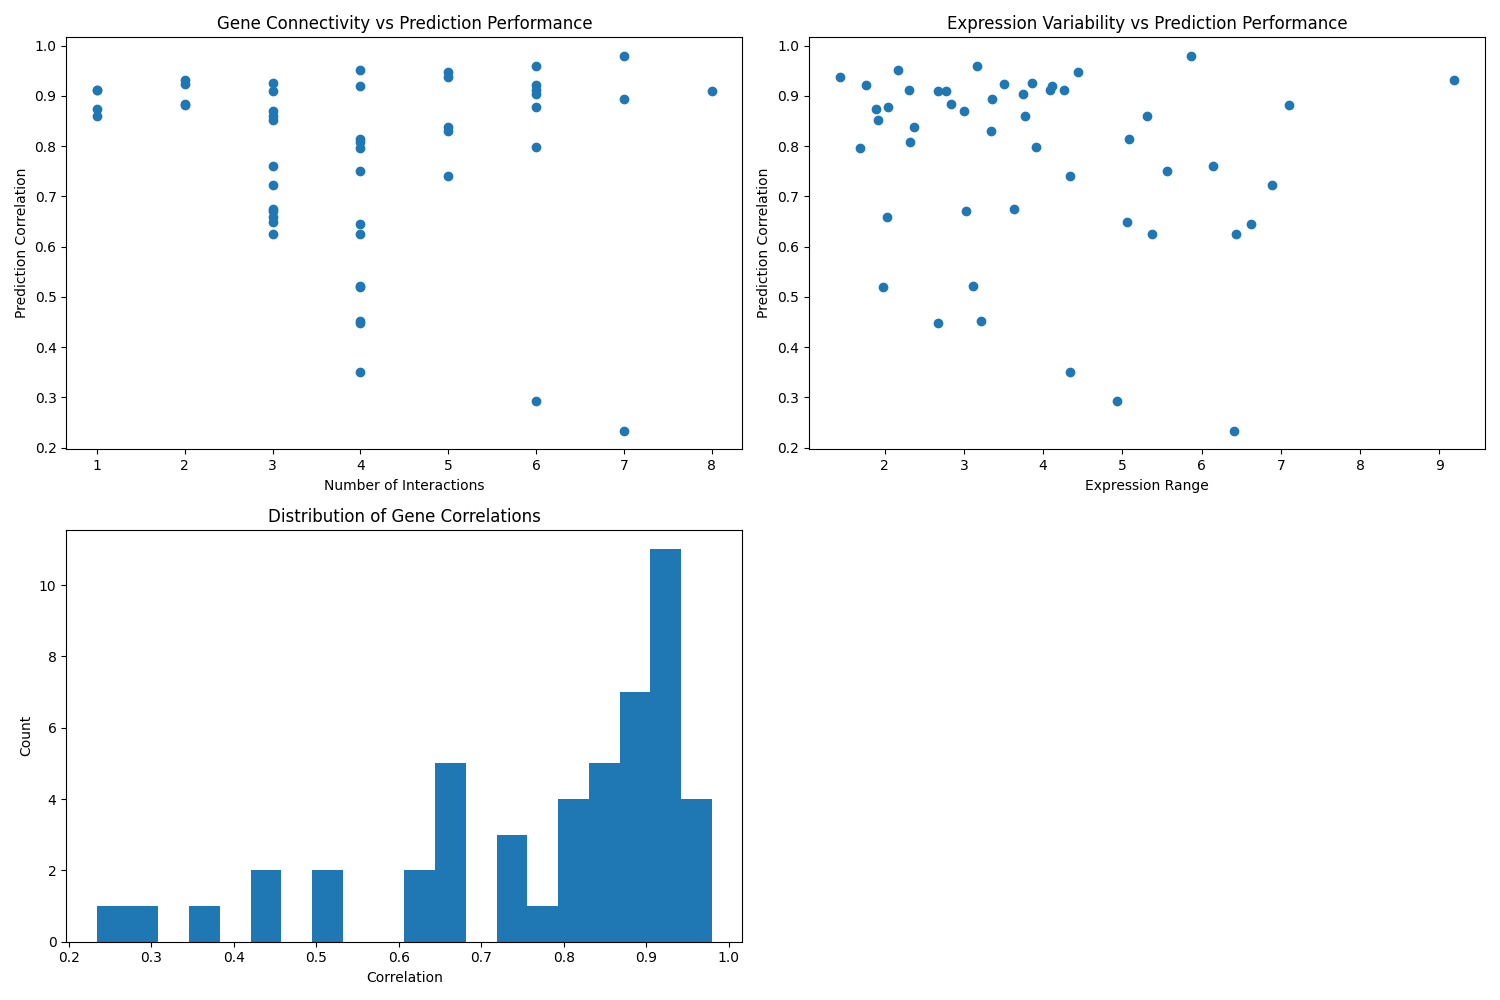 Gene Connectivity vs Prediction Performance
1.0
0.9
0.8
0.7
0.6
0.5
0.4
0.3
0.2
Prediction Correlation
1 2 3 4 5 6 7 8
Number of Interactions
Expression Variability vs Prediction Performance
1.0
0.9
0.8
0.7
0.6
0.5
0.4
0.3
0.2
Prediction Correlation
2 3 4 5 6 7 8 9
Expression Range
Distribution of Gene Correlations
10
8
6
4
2
0
Count
0.2 0.3 0.4 0.5 0.6 0.7 0.8 0.9 1.0
Correlation